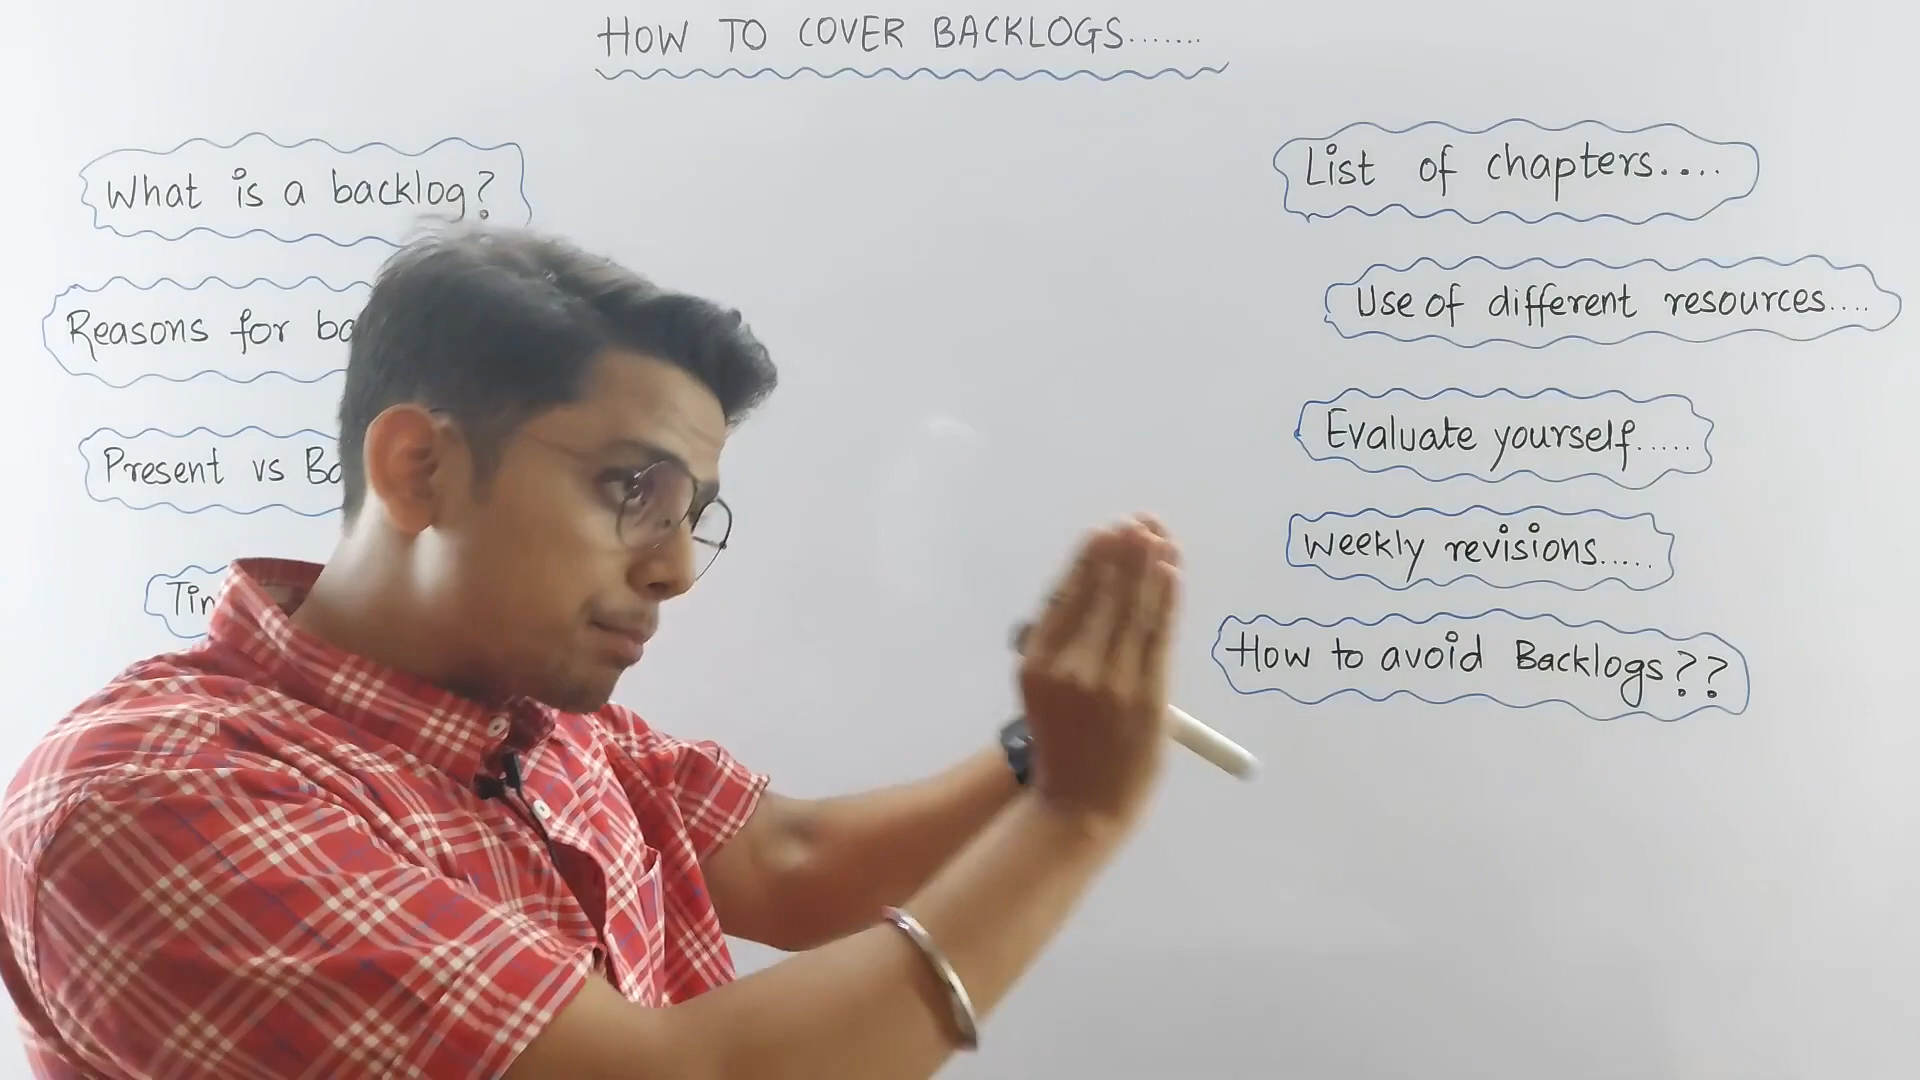 HOW TO COVER BACKLOGS.......
What is a backlog?
Reasons for
Present vs
List of chapters....
Use of different resources....
Evaluate yourself.....
Weekly revisions.....
How to avoid Backlogs??